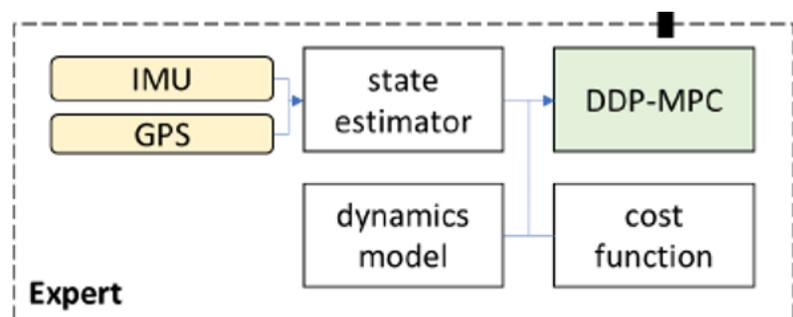 IMU
GPS
state
estimator
DDP-MPC
dynamics
model
cost
function
Expert